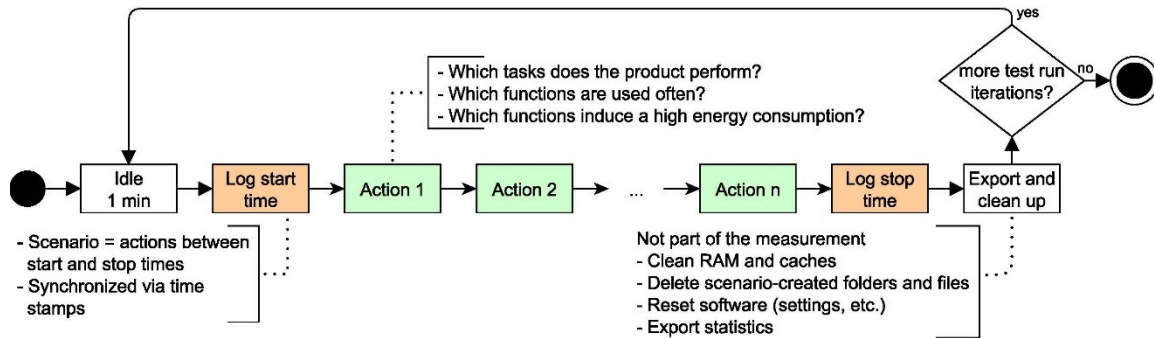 yes
- Which tasks does the product perform?
- Which functions are used often?
- Which functions induce a high energy consumption?
more test run
iterations?
no
Idle
1 min
Log start
time
Action 1
Action 2
...
Action n
Log stop
time
Export and
clean up
- Scenario = actions between
start and stop times
- Synchronized via time
stamps
Not part of the measurement
- Clean RAM and caches
- Delete scenario-created folders and files
- Reset software (settings, etc.)
- Export statistics